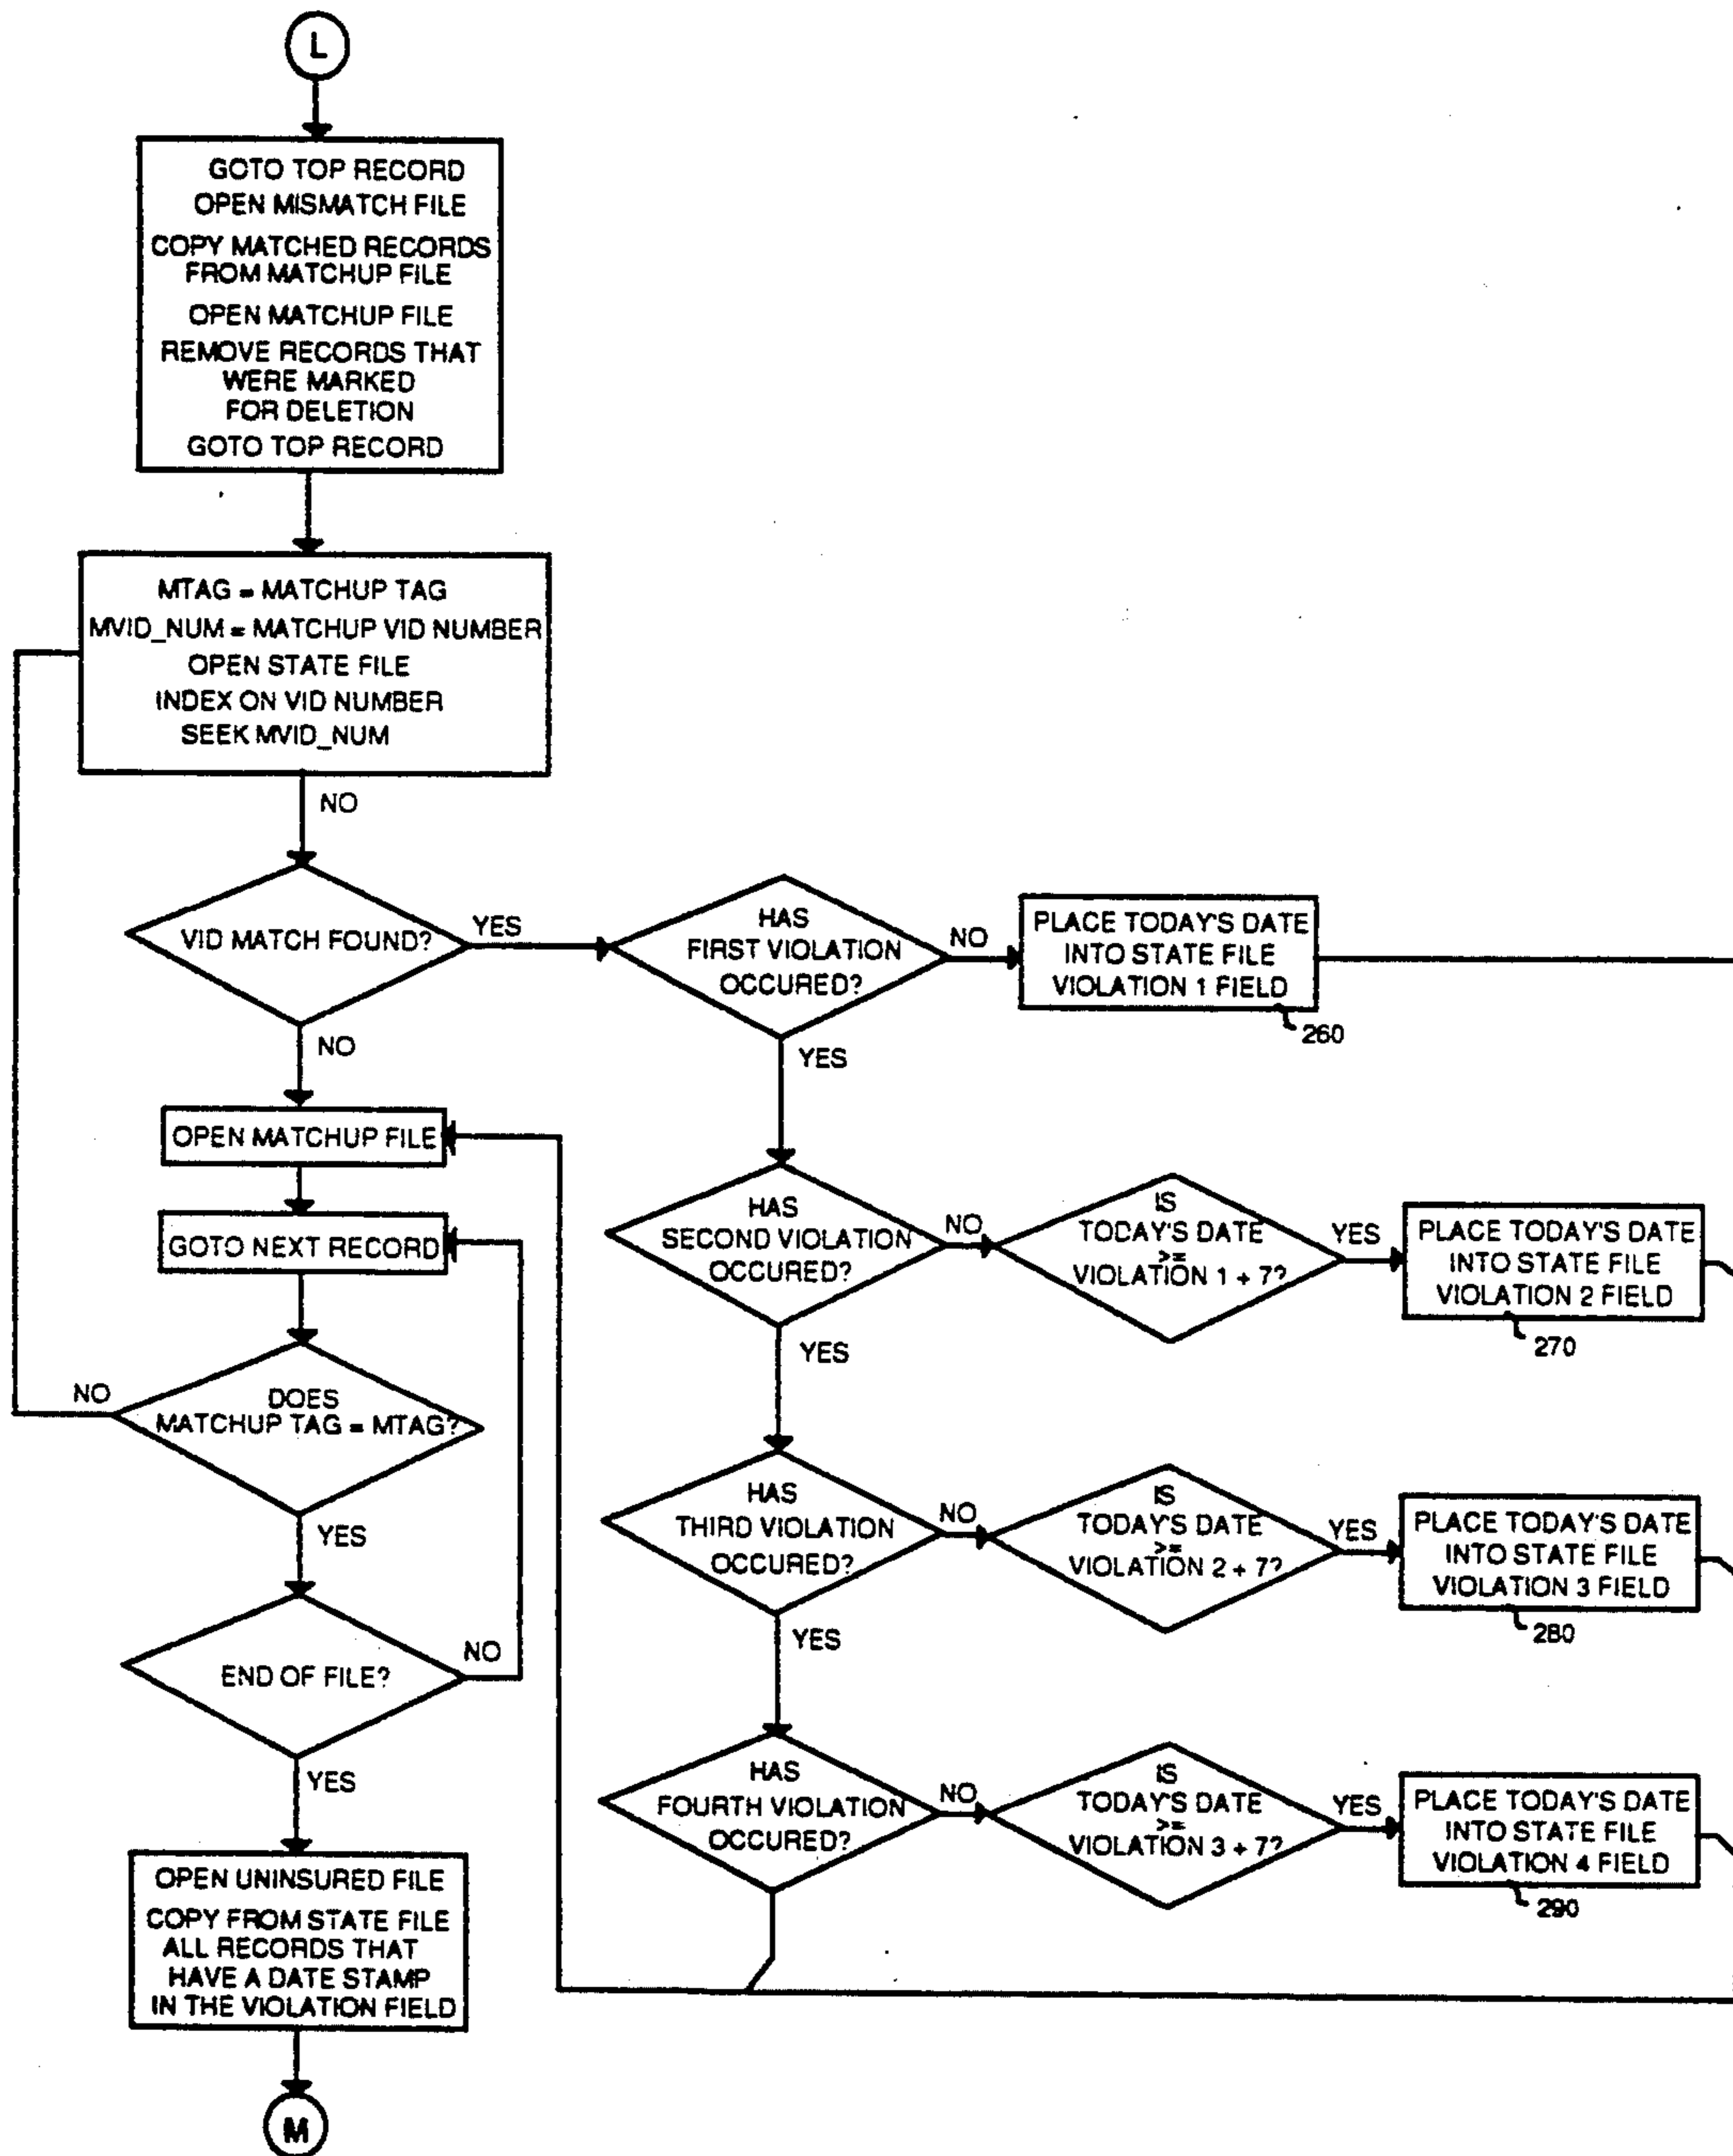 L
GOTO TOP RECORD
OPEN MISMATCH FILE
COPY MATCHED RECORDS
FROM MATCHUP FILE
OPEN MATCHUP FILE
REMOVE RECORDS THAT
WERE MARKED
FOR DELETION
GOTO TOP RECORD
MTAG = MATCHUP TAG
MVID_NUM = MATCHUP VID NUMBER
OPEN STATE FILE
INDEX ON VID NUMBER
SEEK MVID_NUM
NO
VID MATCH FOUND?
YES
HAS
FIRST VIOLATION
OCCURED?
NO
PLACE TODAY'S DATE
INTO STATE FILE
VIOLATION 1 FIELD
260
NO
YES
OPEN MATCHUP FILE
GOTO NEXT RECORD
HAS
SECOND VIOLATION
OCCURED?
NO
IS
TODAY'S DATE
>=
VIOLATION 1 + 7?
YES
PLACE TODAY'S DATE
INTO STATE FILE
VIOLATION 2 FIELD
270
YES
NO
DOES
MATCHUP TAG = MTAG?
YES
HAS
THIRD VIOLATION
OCCURED?
NO
IS
TODAY'S DATE
>=
VIOLATION 2 + 7?
YES
PLACE TODAY'S DATE
INTO STATE FILE
VIOLATION 3 FIELD
280
YES
END OF FILE?
NO
YES
HAS
FOURTH VIOLATION
OCCURED?
NO
IS
TODAY'S DATE
>=
VIOLATION 3 + 7?
YES
PLACE TODAY'S DATE
INTO STATE FILE
VIOLATION 4 FIELD
290
OPEN UNINSURED FILE
COPY FROM STATE FILE
ALL RECORDS THAT
HAVE A DATE STAMP
IN THE VIOLATION FIELD
M